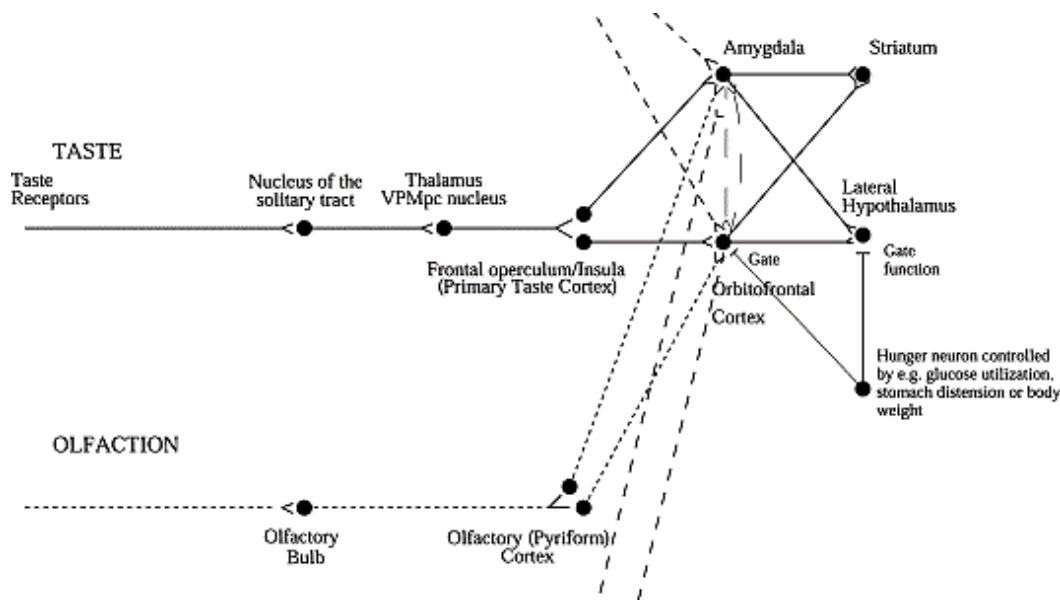 Amygdala
Striatum
TASTE
Taste
Receptors
Nucleus of the
solitary tract
Thalamus
VPMpc nucleus
Lateral
Hypothalamus
Frontal operculum/Insula
(Primary Taste Cortex)
Gate
Orbitofrontal
Cortex
Gate
function
Hunger neuron controlled
by e.g. glucose utilization,
stomach distension or body
weight
OLFACTION
Olfactory
Bulb
Olfactory (Pyriform)/
Cortex